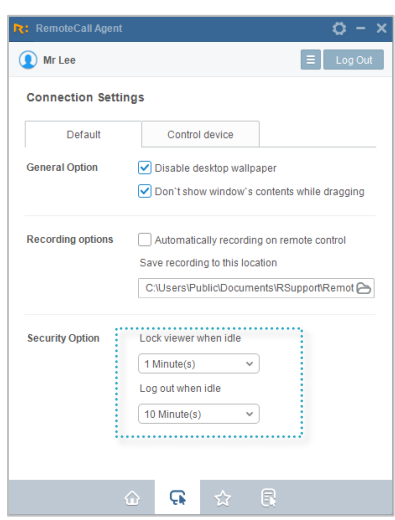 RemoteCall Agent
Mr Lee
Log Out
Connection Settings
Default
Control device
General Option
Disable desktop wallpaper
Don't show window's contents while dragging
Recording options
Automatically recording on remote control
Save recording to this location
C:\Users\Public\Documents\RSupport\Remot
Security Option
Lock viewer when idle
1 Minute(s)
Log out when idle
10 Minute(s)